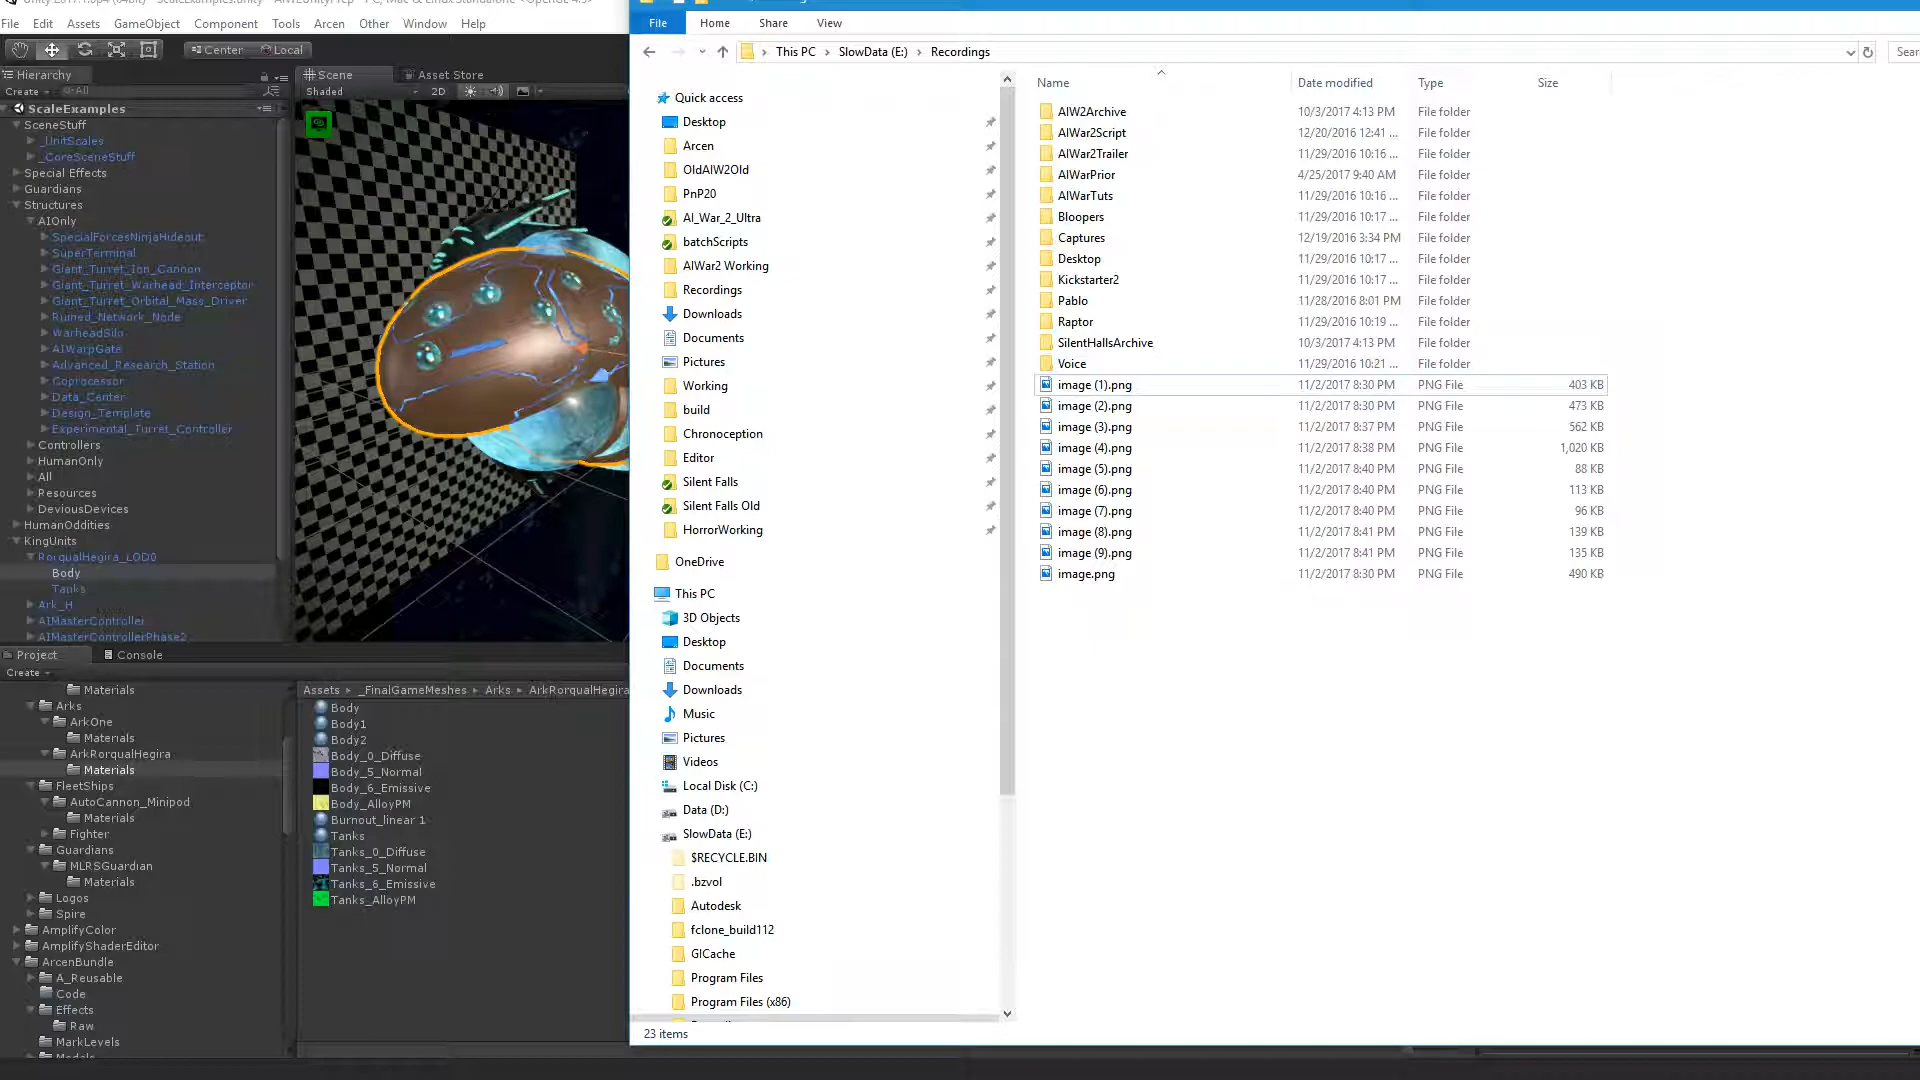 File Edit Assets GameObject Component Tools Arcen Other Window Help
Center Local
Hierarchy
Create All
ScaleExamples
SceneStuff
_UnitScales
_CoreSceneStuff
Special Effects
Guardians
Structures
AIOnly
SpecialForcesNinjaHideout
SuperTerminal
Giant_Turret_Ion_Cannon
Giant_Turret_Warhead_Interceptor
Giant_Turret_Orbital_Mass_Driver
Ruined_Network_Node
WarheadSilo
AIWarpGate
Advanced_Research_Station
Coprocessor
Data_Center
Design_Template
Experimental_Turret_Controller
Controllers
HumanOnly
All
Resources
DeviousDevices
HumanOddities
KingUnits
RorqualHegira_LOD0
Body
Tanks
Ark_H
AIMasterController
AIMasterControllerPhase2
Scene Asset Store
Shaded 2D
Project Console
Create
Materials
Arks
ArkOne
Materials
ArkRorqualHegira
Materials
FleetShips
AutoCannon_Minipod
Materials
Fighter
Guardians
MLRSGuardian
Materials
Logos
Spire
AmplifyColor
AmplifyShaderEditor
ArcenBundle
A_Reusable
Code
Effects
Raw
MarkLevels
Assets _FinalGameMeshes Arks ArkRorqualHegira
Body
Body1
Body2
Body_0_Diffuse
Body_5_Normal
Body_6_Emissive
Body_AlloyPM
Burnout_linear 1
Tanks
Tanks_0_Diffuse
Tanks_5_Normal
Tanks_6_Emissive
Tanks_AlloyPM
File Home Share View
This PC SlowData (E:) Recordings
Sear
Quick access
Desktop
Arcen
OldAIW2Old
PnP20
AI_War_2_Ultra
batchScripts
AIWar2 Working
Recordings
Downloads
Documents
Pictures
Working
build
Chronoception
Editor
Silent Falls
Silent Falls Old
HorrorWorking
OneDrive
This PC
3D Objects
Desktop
Documents
Downloads
Music
Pictures
Videos
Local Disk (C:)
Data (D:)
SlowData (E:)
$RECYCLE.BIN
.bzvol
Autodesk
fclone_build112
GICache
Program Files
Program Files (x86)
Name Date modified Type Size
AIW2Archive 10/3/2017 4:13 PM File folder
AIWar2Script 12/20/2016 12:41 ... File folder
AIWar2Trailer 11/29/2016 10:16 ... File folder
AIWarPrior 4/25/2017 9:40 AM File folder
AIWarTuts 11/29/2016 10:16 ... File folder
Bloopers 11/29/2016 10:17 ... File folder
Captures 12/19/2016 3:34 PM File folder
Desktop 11/29/2016 10:17 ... File folder
Kickstarter2 11/29/2016 10:17 ... File folder
Pablo 11/28/2016 8:01 PM File folder
Raptor 11/29/2016 10:19 ... File folder
SilentHallsArchive 10/3/2017 4:13 PM File folder
Voice 11/29/2016 10:21 ... File folder
image (1).png 11/2/2017 8:30 PM PNG File 403 KB
image (2).png 11/2/2017 8:30 PM PNG File 473 KB
image (3).png 11/2/2017 8:37 PM PNG File 562 KB
image (4).png 11/2/2017 8:38 PM PNG File 1,020 KB
image (5).png 11/2/2017 8:40 PM PNG File 88 KB
image (6).png 11/2/2017 8:40 PM PNG File 113 KB
image (7).png 11/2/2017 8:40 PM PNG File 96 KB
image (8).png 11/2/2017 8:41 PM PNG File 139 KB
image (9).png 11/2/2017 8:41 PM PNG File 135 KB
image.png 11/2/2017 8:30 PM PNG File 490 KB
23 items